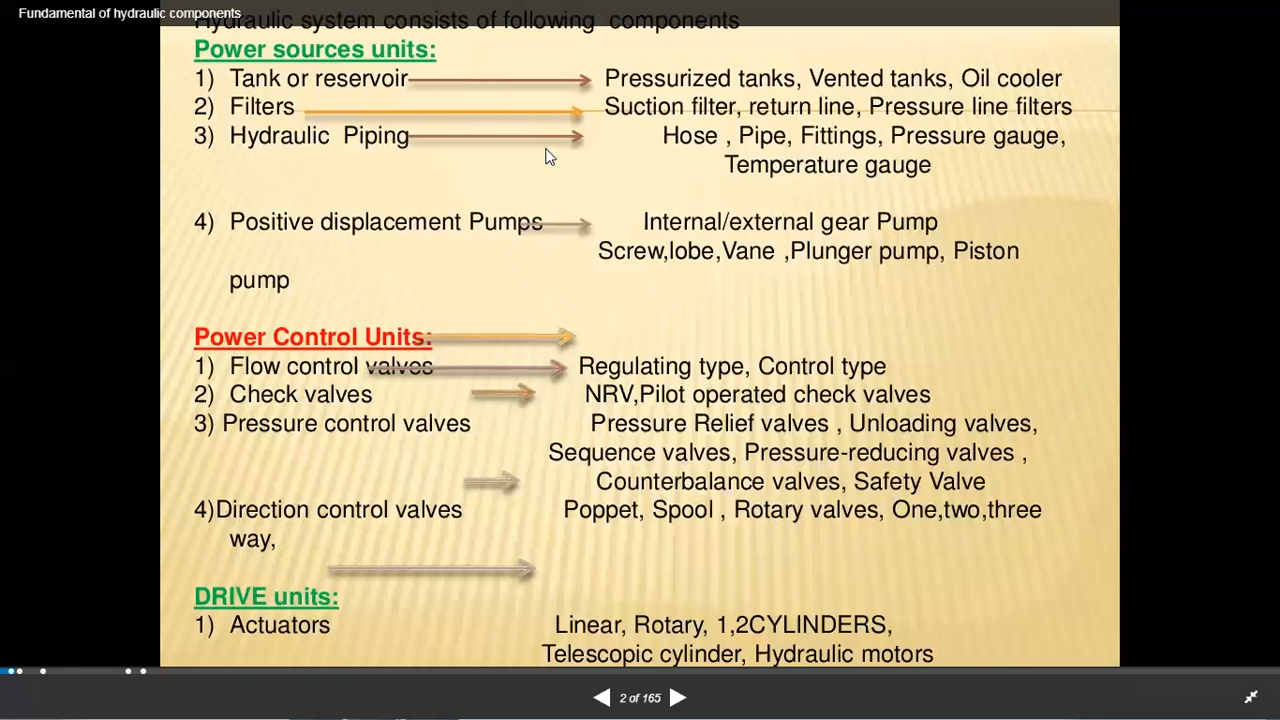 Fundamental of hydraulic components
Hydraulic system consists of following components
Power sources units:
1) Tank or reservoir Pressurized tanks, Vented tanks, Oil cooler
2) Filters Suction filter, return line, Pressure line filters
3) Hydraulic Piping Hose , Pipe, Fittings, Pressure gauge,
Temperature gauge
4) Positive displacement Pumps Internal/external gear Pump
Screw,lobe,Vane ,Plunger pump, Piston
pump
Power Control Units:
1) Flow control valves Regulating type, Control type
2) Check valves NRV,Pilot operated check valves
3) Pressure control valves Pressure Relief valves , Unloading valves,
Sequence valves, Pressure-reducing valves ,
Counterbalance valves, Safety Valve
4)Direction control valves Poppet, Spool , Rotary valves, One,two,three
way,
DRIVE units:
1) Actuators Linear, Rotary, 1,2CYLINDERS,
Telescopic cylinder, Hydraulic motors
2 of 165